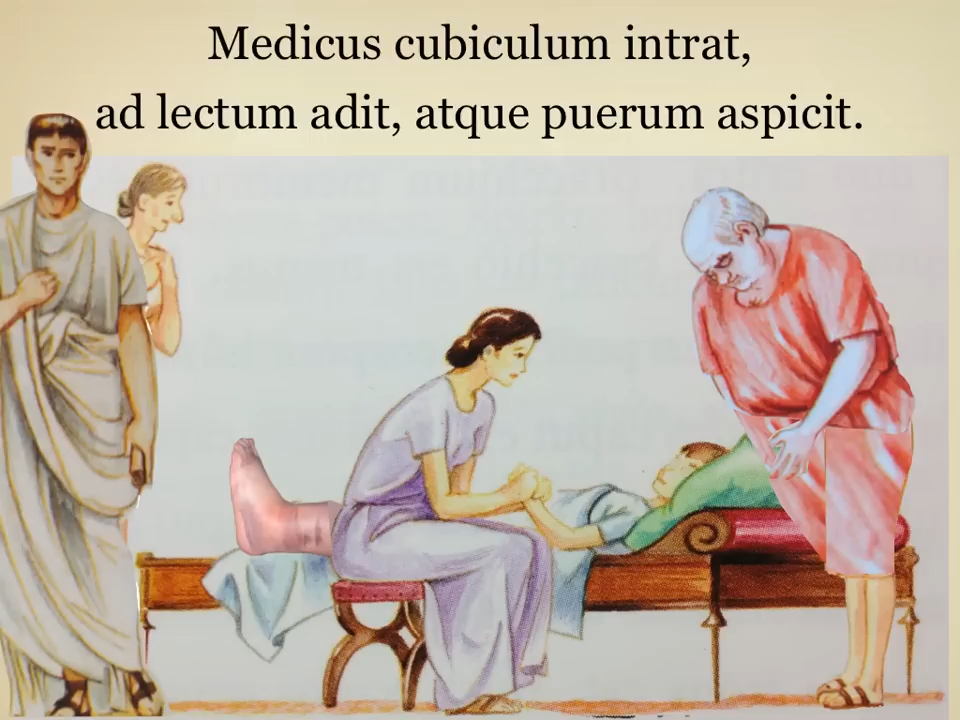 Medicus cubiculum intrat,
ad lectum adit, atque puerum aspicit.